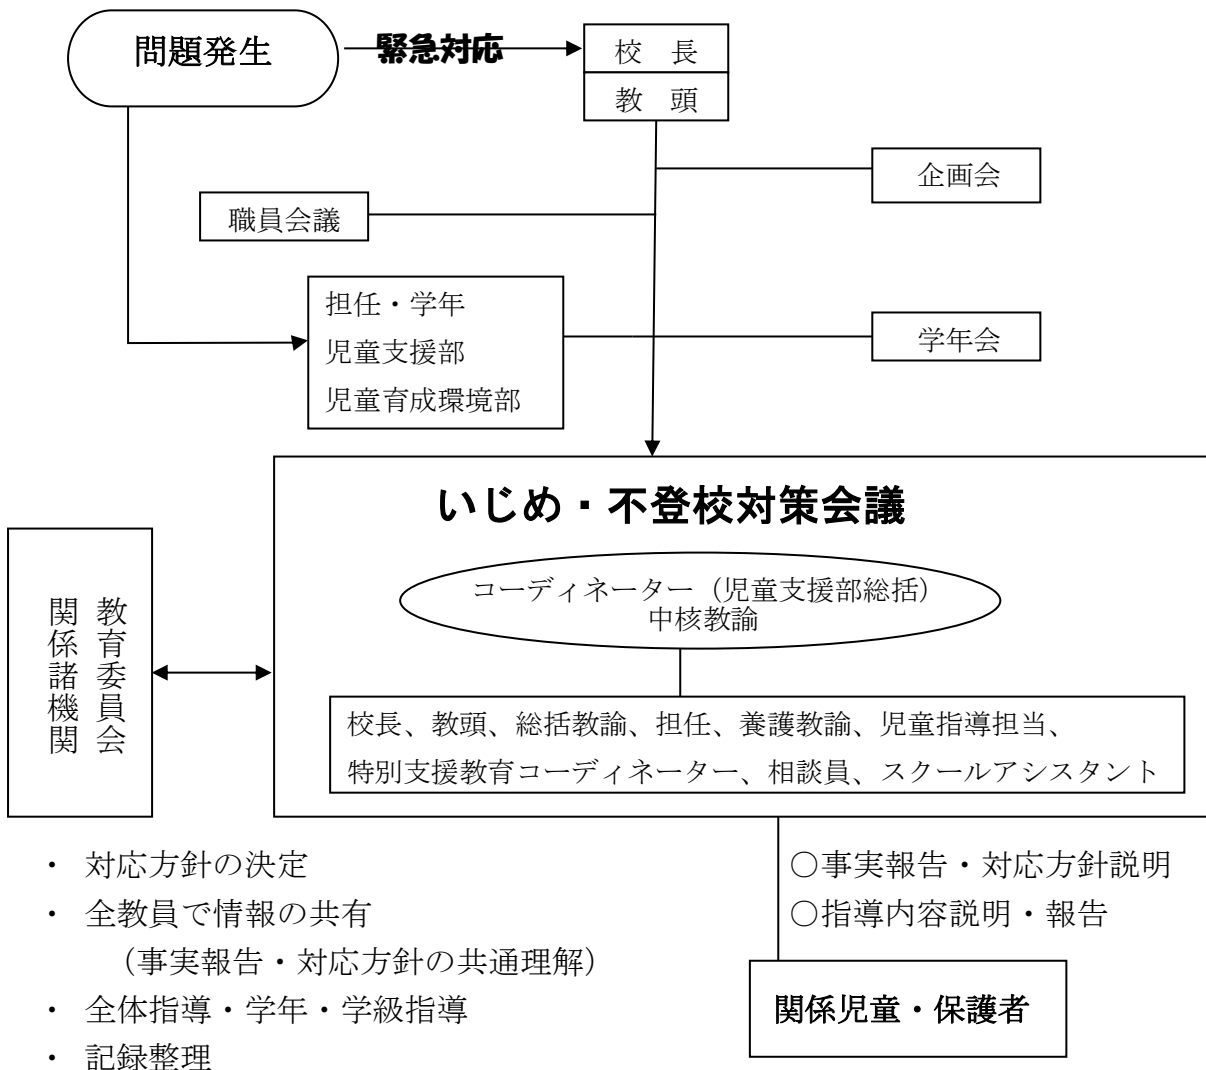 問題発生
緊急対応
校　長
教　頭
企画会
職員会議
担任・学年
児童支援部
児童育成環境部
学年会
いじめ・不登校対策会議
コーディネーター（児童支援部総括）
中核教諭
教育委員会
関係諸機関
校長、教頭、総括教諭、担任、養護教諭、児童指導担当、
特別支援教育コーディネーター、相談員、スクールアシスタント
・ 対応方針の決定
・ 全教員で情報の共有
（事実報告・対応方針の共通理解）
・ 全体指導・学年・学級指導
・ 記録整理
○事実報告・対応方針説明
○指導内容説明・報告
関係児童・保護者